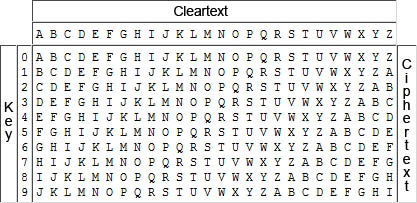 Cleartext
A B C D E F G H I J K L M N O P Q R S T U V W X Y Z
0 A B C D E F G H I J K L M N O P Q R S T U V W X Y Z
1 B C D E F G H I J K L M N O P Q R S T U V W X Y Z A
2 C D E F G H I J K L M N O P Q R S T U V W X Y Z A B
3 D E F G H I J K L M N O P Q R S T U V W X Y Z A B C
4 E F G H I J K L M N O P Q R S T U V W X Y Z A B C D
5 F G H I J K L M N O P Q R S T U V W X Y Z A B C D E
6 G H I J K L M N O P Q R S T U V W X Y Z A B C D E F
7 H I J K L M N O P Q R S T U V W X Y Z A B C D E F G
8 I J K L M N O P Q R S T U V W X Y Z A B C D E F G H
9 J K L M N O P Q R S T U V W X Y Z A B C D E F G H I
Key
Ciphertext